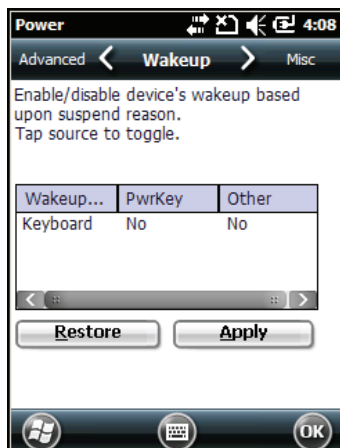 Power 4:08
Advanced Wakeup Misc
Enable/disable device's wakeup based
upon suspend reason.
Tap source to toggle.
Wakeup... PwrKey Other
Keyboard No No
Restore Apply
OK